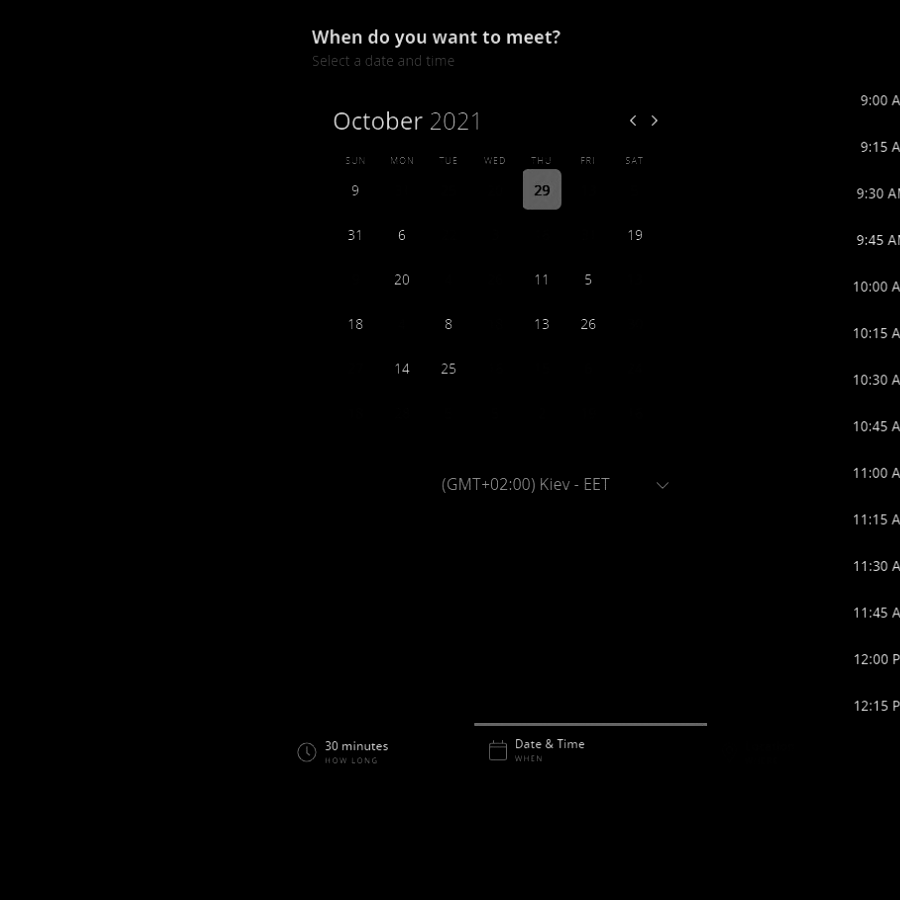 When do you want to meet?
Select a date and time
October 2021
SUN MON TUE WED THU FRI SAT
9 29
31 6 19
20 11 5
18 8 13 26
14 25
(GMT+02:00) Kiev - EET
9:00 A
9:15 A
9:30 A
9:45 A
10:00 A
10:15 A
10:30 A
10:45 A
11:00 A
11:15 A
11:30 A
11:45 A
12:00 P
12:15 P
30 minutes
HOW LONG
Date & Time
WHEN